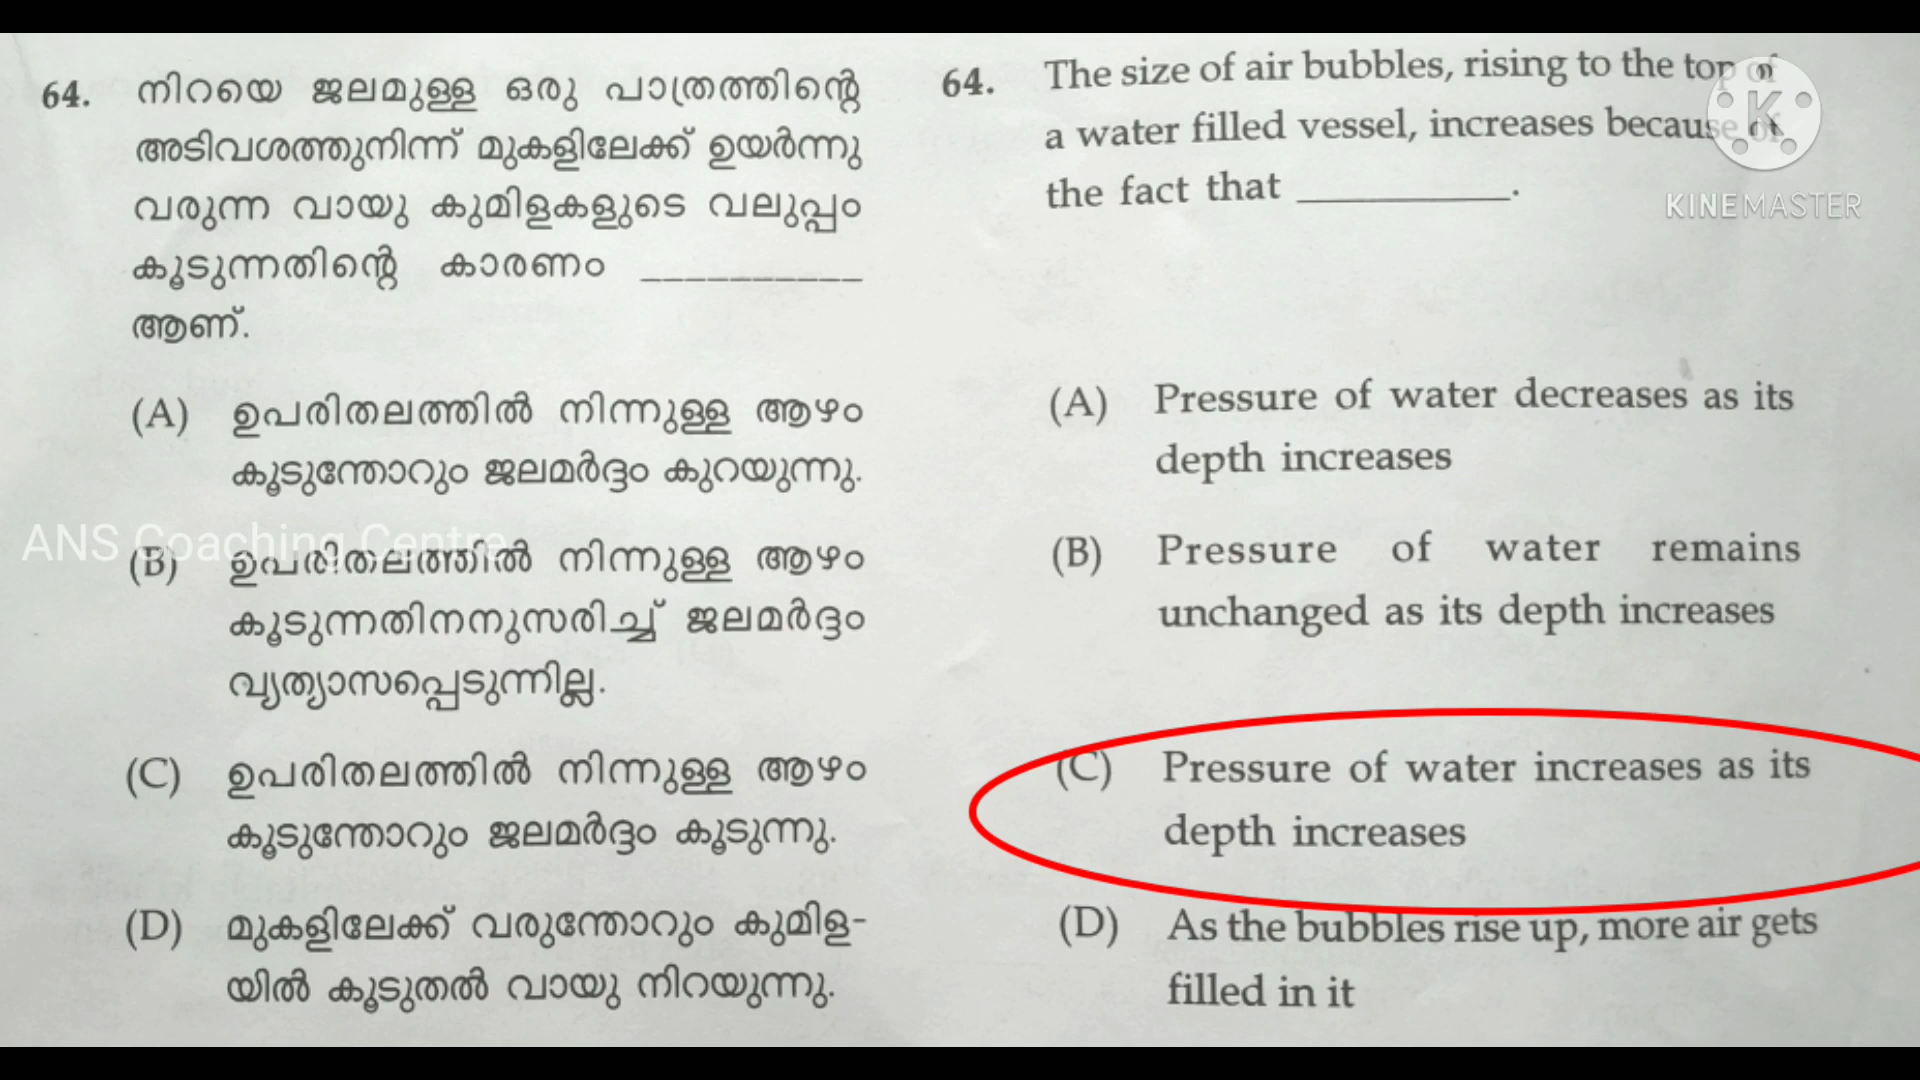 64. നിറയെ ജലമുള്ള ഒരു പാത്രത്തിന്റെ
അടിവശത്തുനിന്ന് മുകളിലേക്ക് ഉയർന്നു
വരുന്ന വായു കുമിളകളുടെ വലുപ്പം
കൂടുന്നതിന്റെ കാരണം __________
ആണ്.
(A) ഉപരിതലത്തിൽ നിന്നുള്ള ആഴം
കൂടുന്തോറും ജലമർദ്ദം കുറയുന്നു.
ANS Coaching Centre
(B) ഉപരിതലത്തിൽ നിന്നുള്ള ആഴം
കൂടുന്നതിനനുസരിച്ച് ജലമർദ്ദം
വ്യത്യാസപ്പെടുന്നില്ല.
(C) ഉപരിതലത്തിൽ നിന്നുള്ള ആഴം
കൂടുന്തോറും ജലമർദ്ദം കൂടുന്നു.
(D) മുകളിലേക്ക് വരുന്തോറും കുമിള-
യിൽ കൂടുതൽ വായു നിറയുന്നു.
64. The size of air bubbles, rising to the top of
a water filled vessel, increases because of
the fact that __________.
K
KINEMASTER
(A) Pressure of water decreases as its
depth increases
(B) Pressure of water remains
unchanged as its depth increases
(C) Pressure of water increases as its
depth increases
(D) As the bubbles rise up, more air gets
filled in it